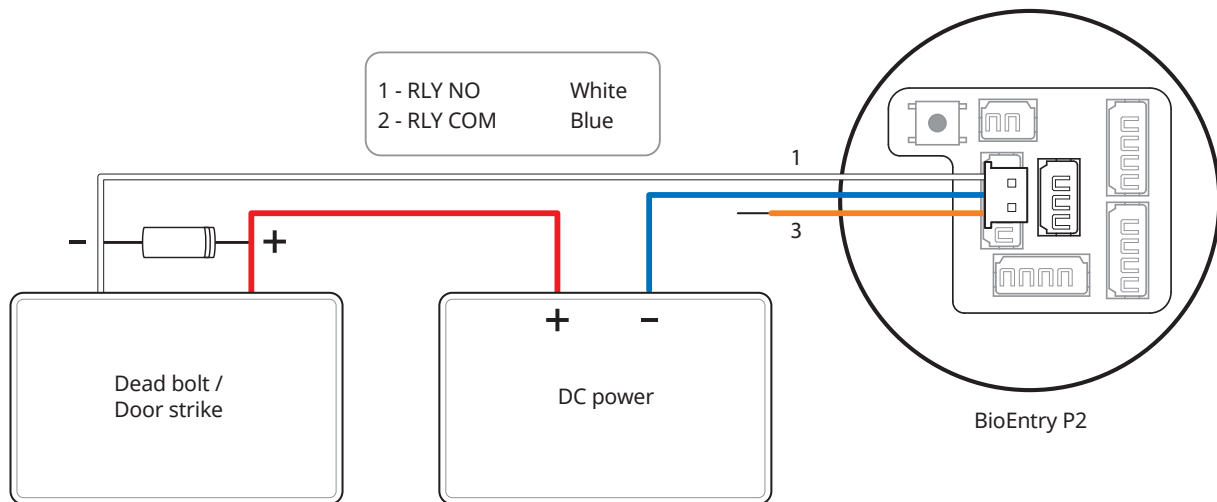 1 - RLY NO White
2 - RLY COM Blue
1
3
- +
+ -
Dead bolt /
Door strike
DC power
BioEntry P2